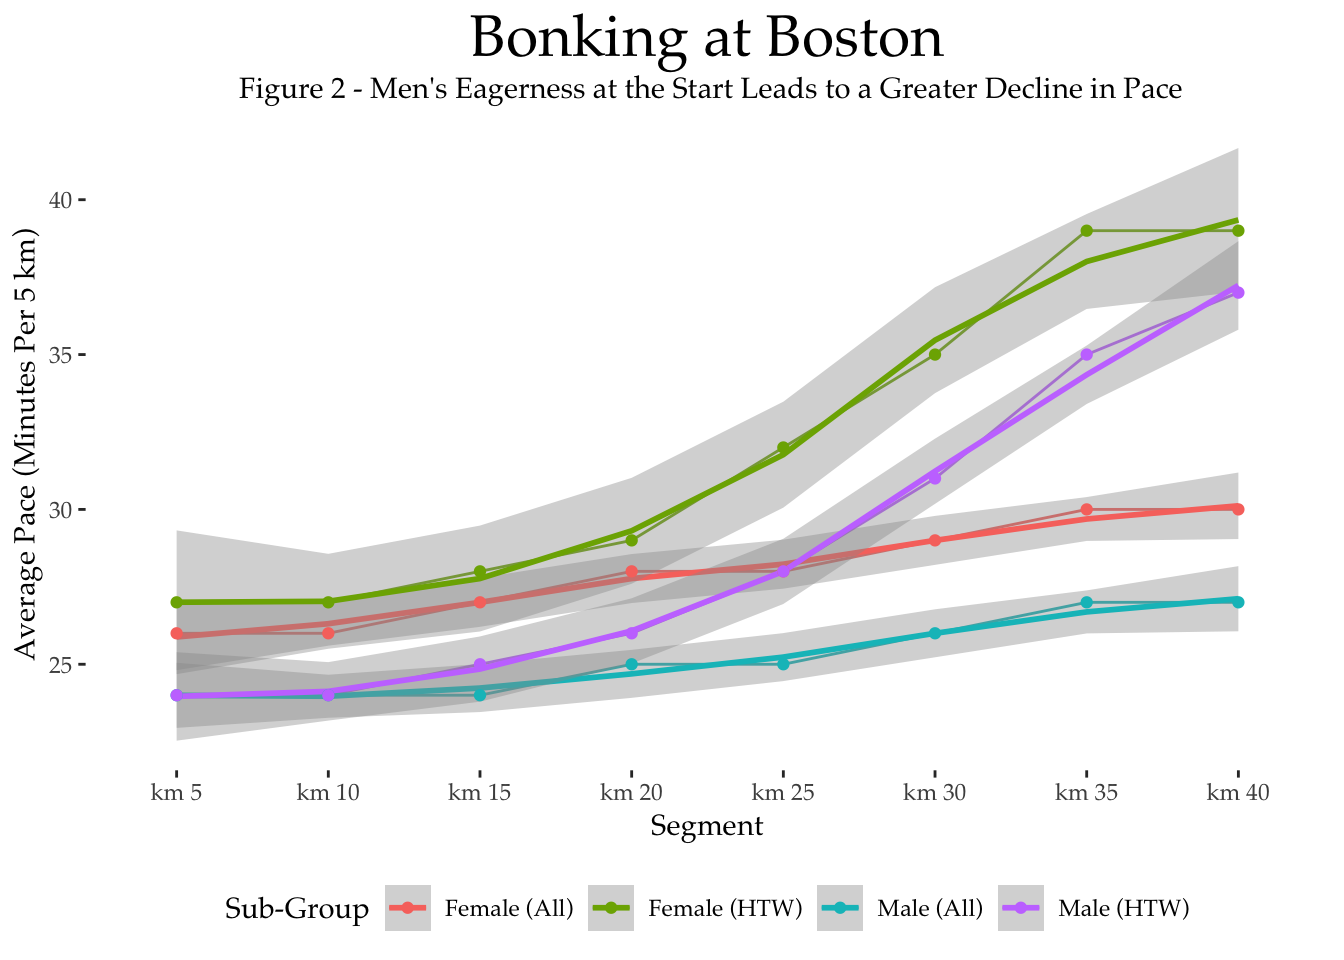 Bonking at Boston
Figure 2 - Men's Eagerness at the Start Leads to a Greater Decline in Pace
Average Pace (Minutes Per 5 km)
40
35
30
25
km 5 km 10 km 15 km 20 km 25 km 30 km 35 km 40
Segment
Sub-Group Female (All) Female (HTW) Male (All) Male (HTW)